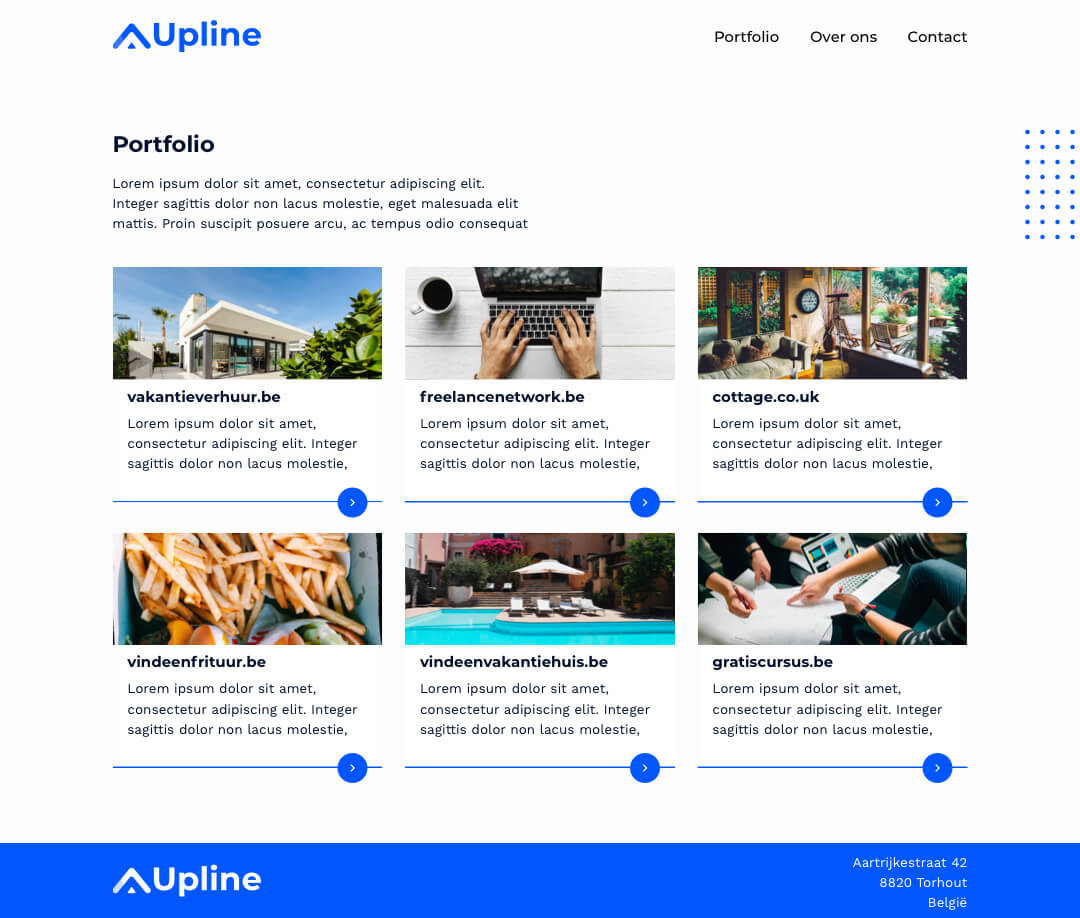 Upline
Portfolio Over ons Contact
Portfolio
Lorem ipsum dolor sit amet, consectetur adipiscing elit.
Integer sagittis dolor non lacus molestie, eget malesuada elit
mattis. Proin suscipit posuere arcu, ac tempus odio consequat
vakantieverhuur.be
Lorem ipsum dolor sit amet,
consectetur adipiscing elit. Integer
sagittis dolor non lacus molestie,
freelancenetwork.be
Lorem ipsum dolor sit amet,
consectetur adipiscing elit. Integer
sagittis dolor non lacus molestie,
cottage.co.uk
Lorem ipsum dolor sit amet,
consectetur adipiscing elit. Integer
sagittis dolor non lacus molestie,
vindeenfrituur.be
Lorem ipsum dolor sit amet,
consectetur adipiscing elit. Integer
sagittis dolor non lacus molestie,
vindeenvakantiehuis.be
Lorem ipsum dolor sit amet,
consectetur adipiscing elit. Integer
sagittis dolor non lacus molestie,
gratiscursus.be
Lorem ipsum dolor sit amet,
consectetur adipiscing elit. Integer
sagittis dolor non lacus molestie,
Upline
Aartrijkestraat 42
8820 Torhout
België